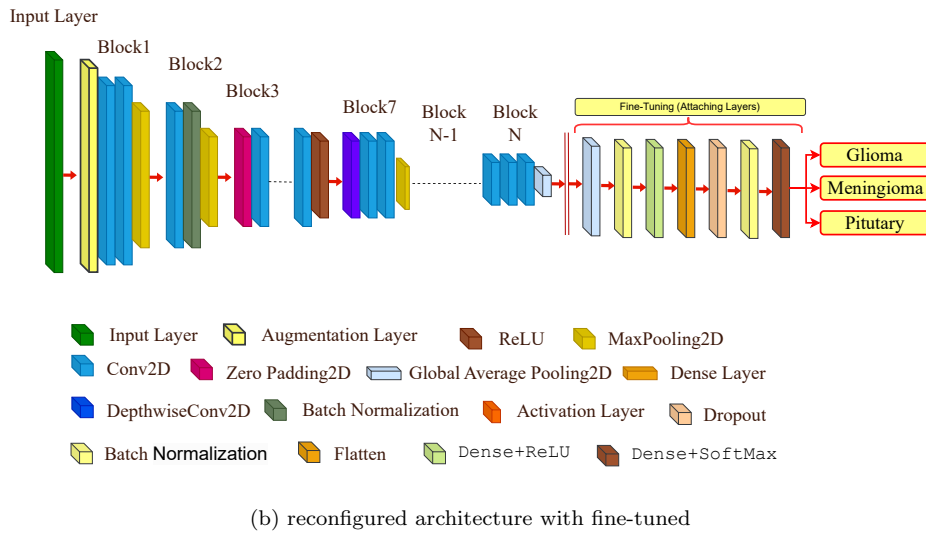 Input Layer
Block1
Block2
Block3
Block7
Block
N-1
Block
N
Fine-Tuning (Attaching Layers)
Glioma
Meningioma
Pitutary
Input Layer
Augmentation Layer
ReLU
MaxPooling2D
Conv2D
Zero Padding2D
Global Average Pooling2D
Dense Layer
DepthwiseConv2D
Batch Normalization
Activation Layer
Dropout
Batch Normalization
Flatten
Dense+ReLU
Dense+SoftMax
(b) reconfigured architecture with fine-tuned